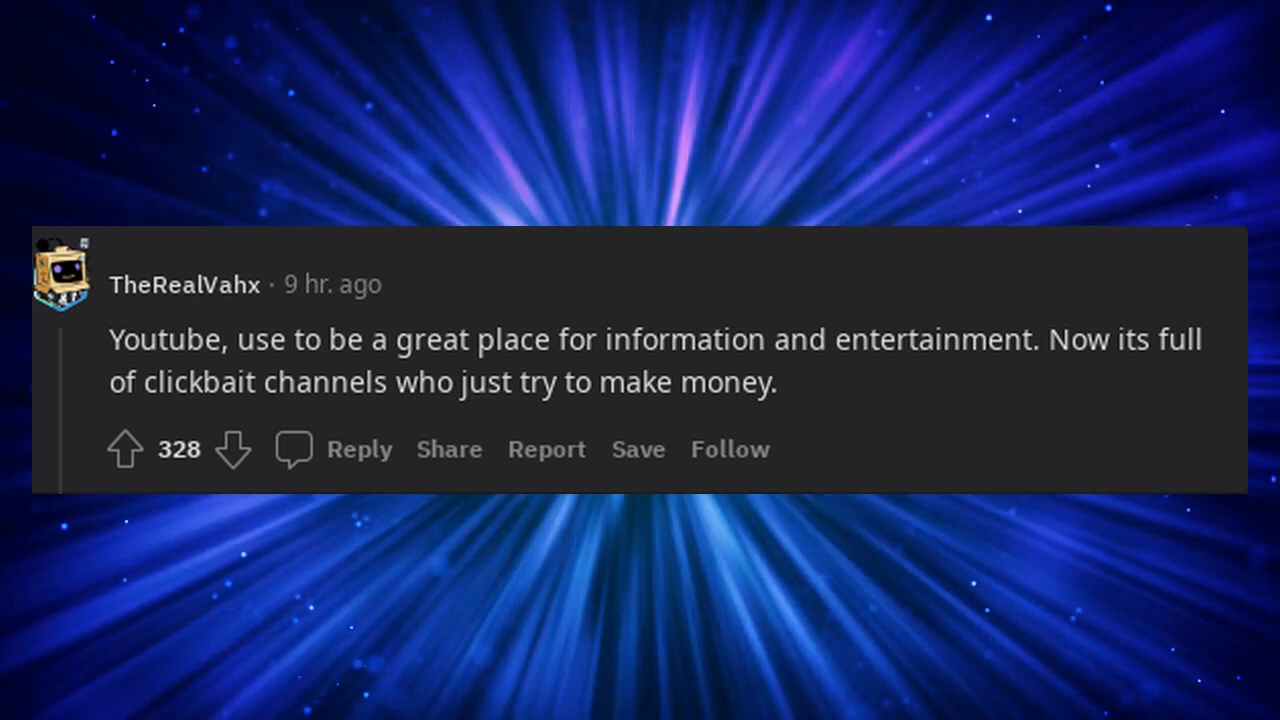 TheRealVahx · 9 hr. ago
Youtube, use to be a great place for information and entertainment. Now its full
of clickbait channels who just try to make money.
328 Reply Share Report Save Follow